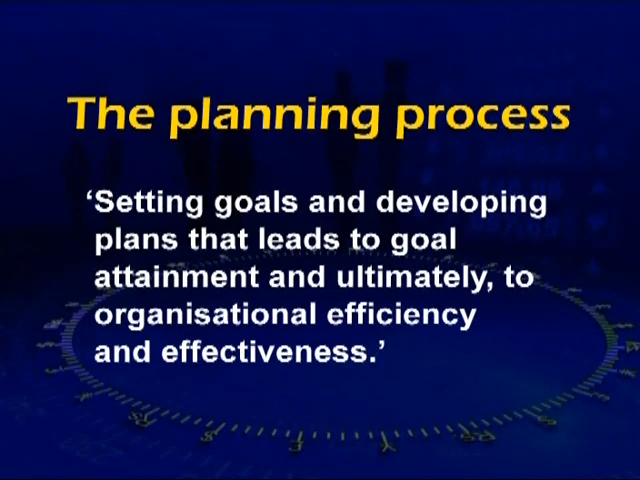 The planning process
‘Setting goals and developing
plans that leads to goal
attainment and ultimately, to
organisational efficiency
and effectiveness.’